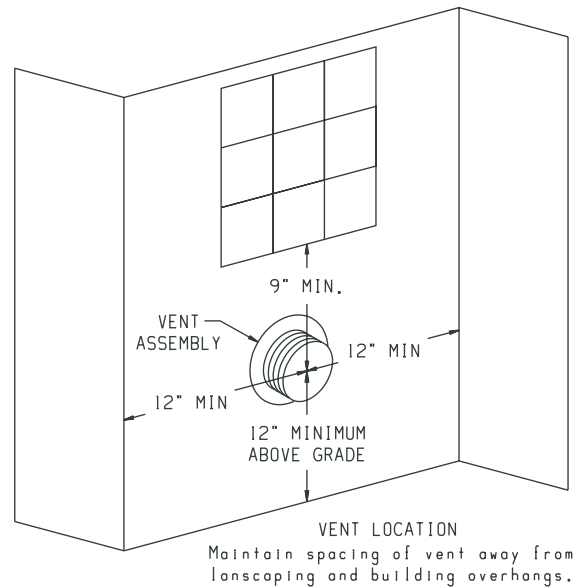 9" MIN.
VENT
ASSEMBLY
12" MIN
12" MIN
12" MINIMUM
ABOVE GRADE
VENT LOCATION
Maintain spacing of vent away from
lanscaping and building overhangs.